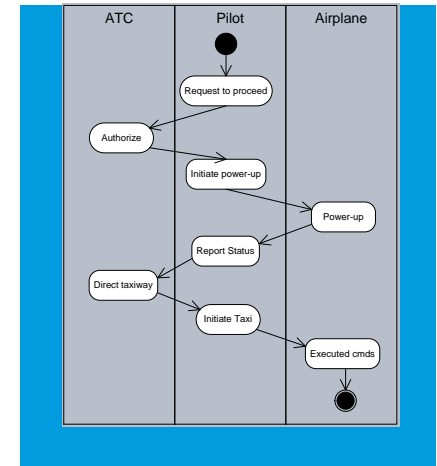 ATC
Pilot
Airplane
Request to proceed
Authorize
Initiate power-up
Power-up
Report Status
Direct taxiway
Initiate Taxi
Executed cmds